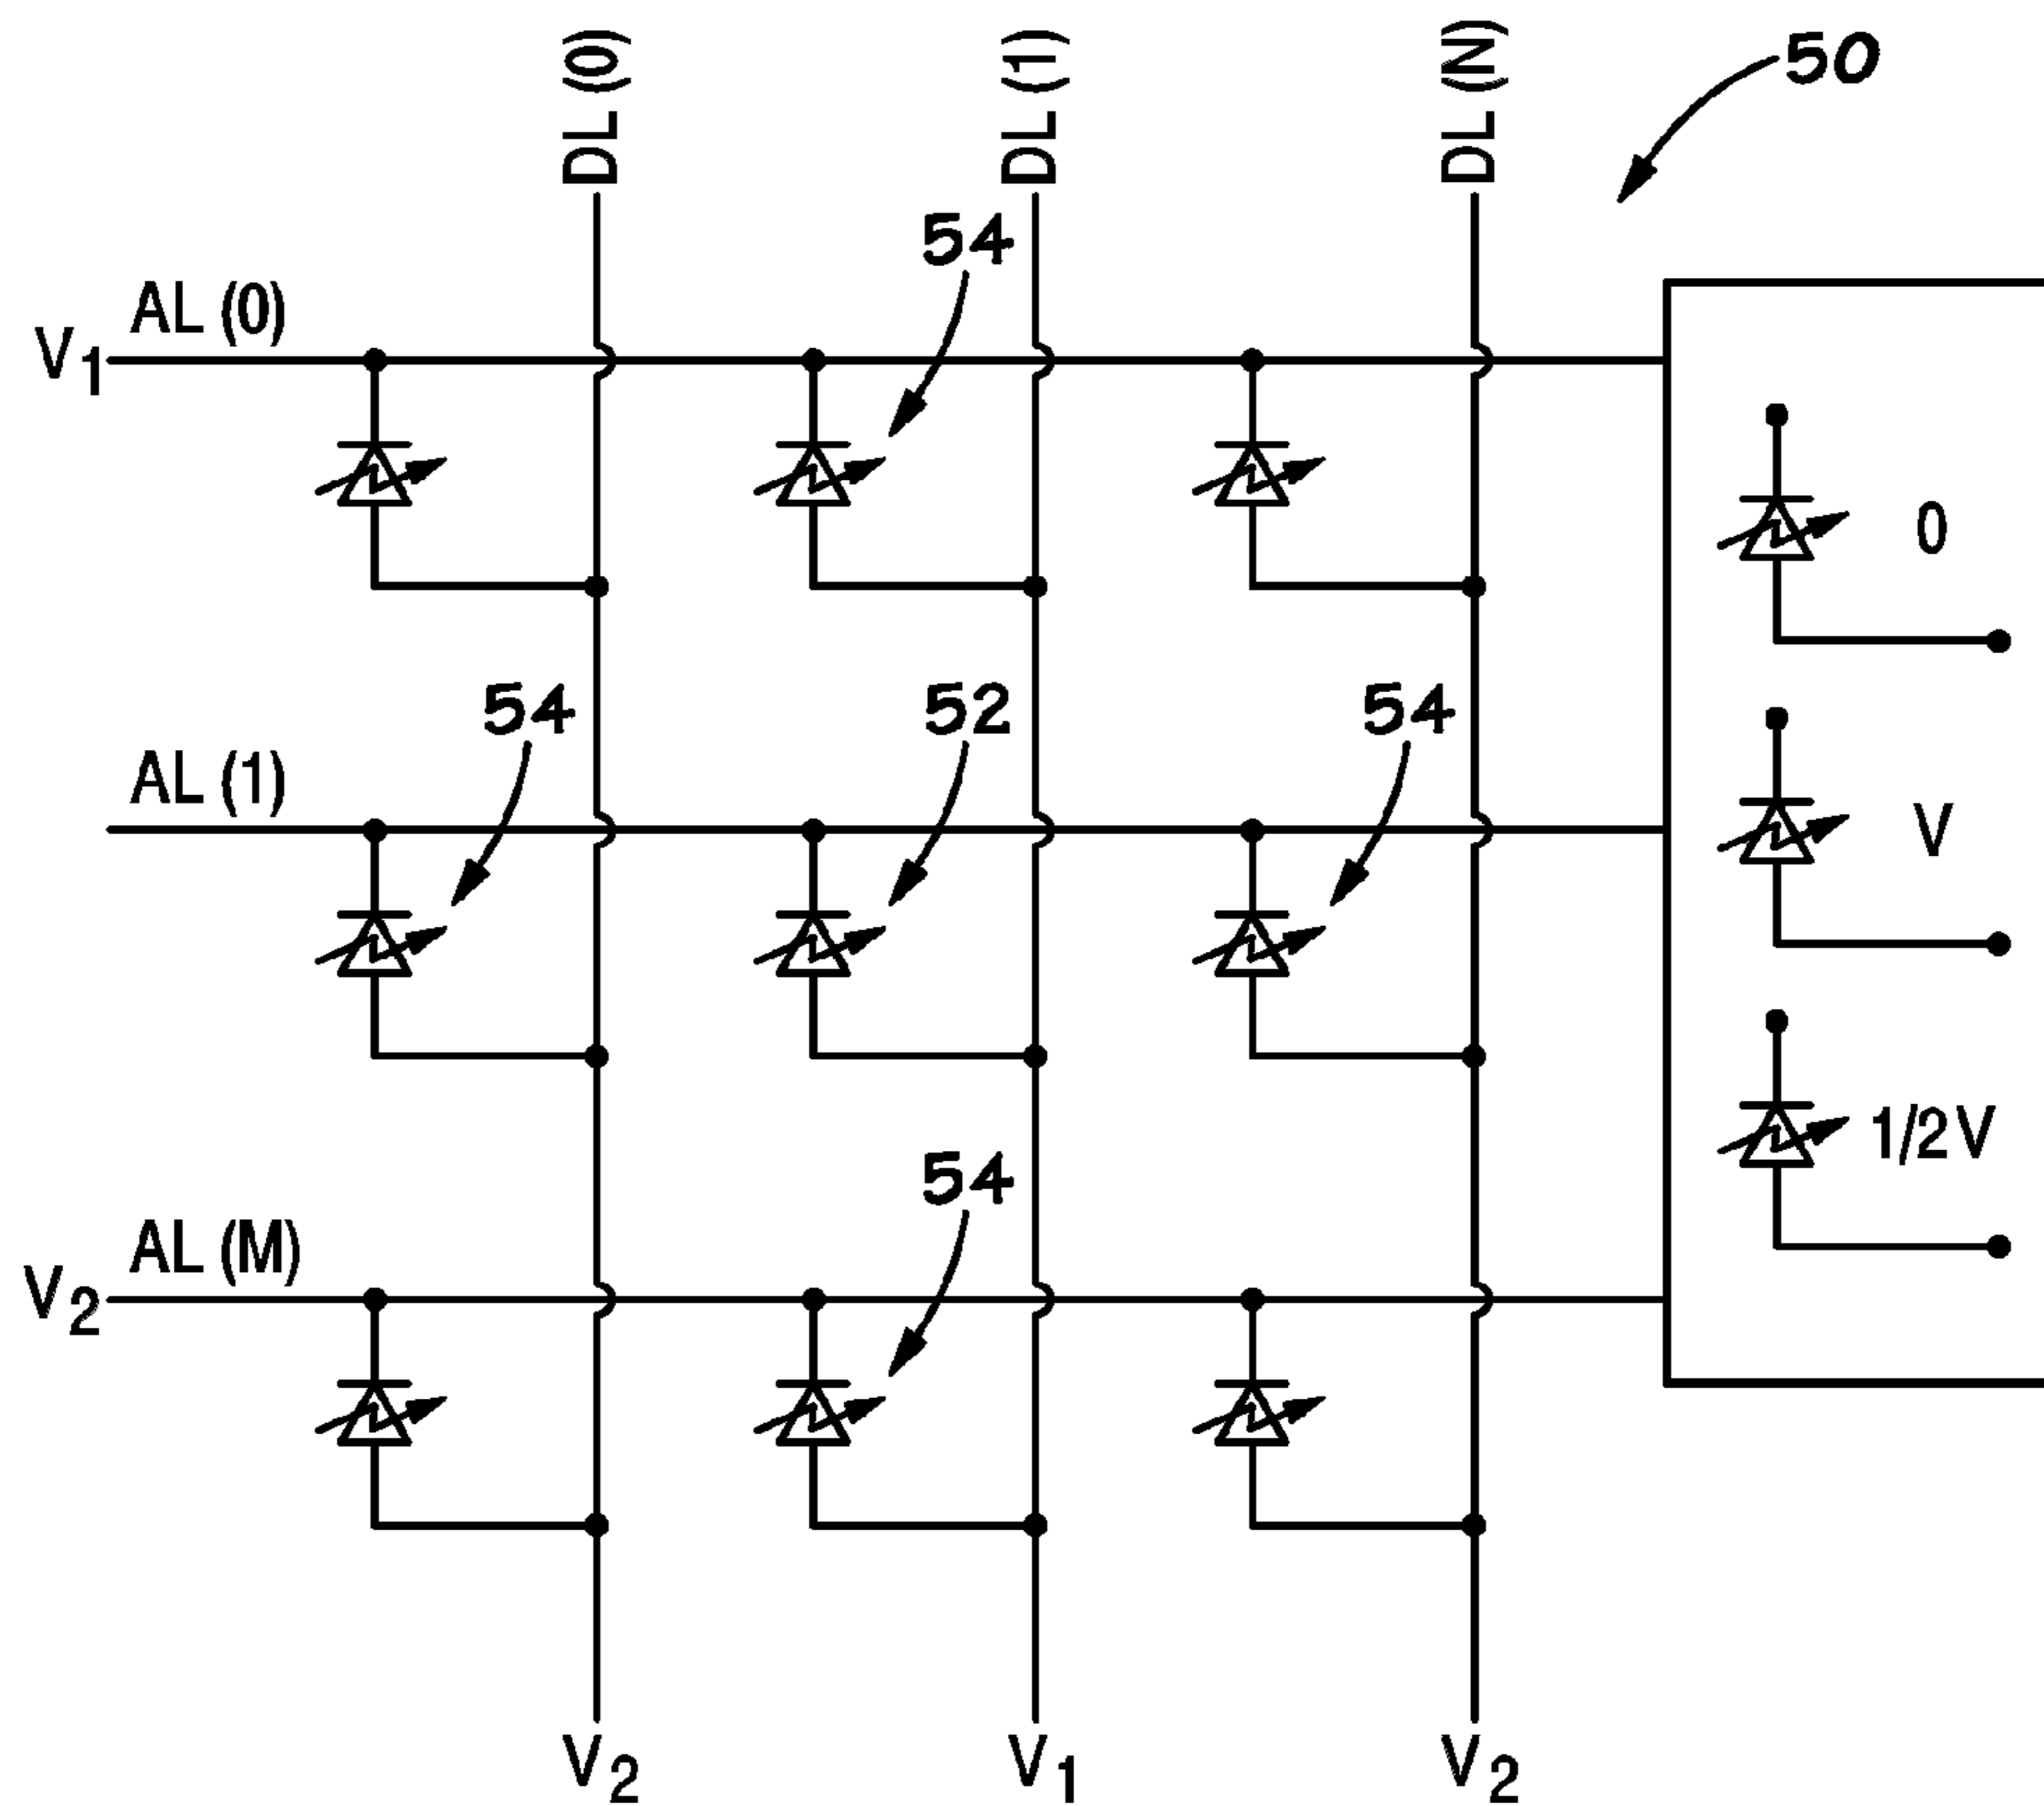 DL (0)
DL (1)
DL (N)
50
54
AL (0)
V1
0
54
52
54
AL (1)
V
1/2 V
54
AL (M)
V2
V2
V1
V2